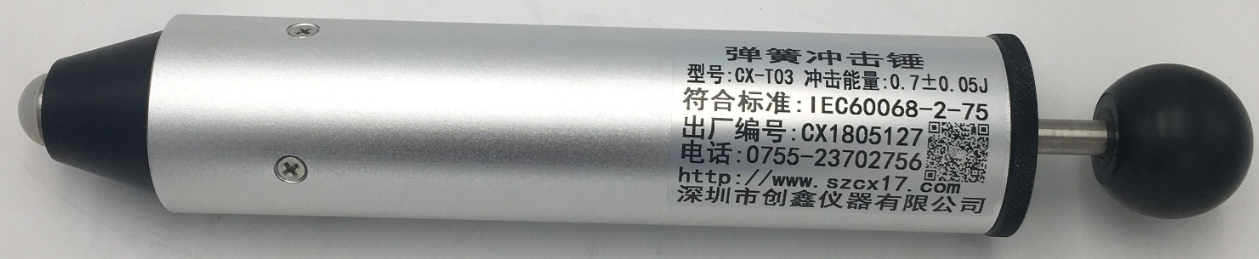 弹簧冲击锤
型号:CX-T03 冲击能量:0.7±0.05J
符合标准:IEC60068-2-75
出厂编号:CX1805127
电话:0755-23702756
http://www.szcx17.com
深圳市创鑫仪器有限公司